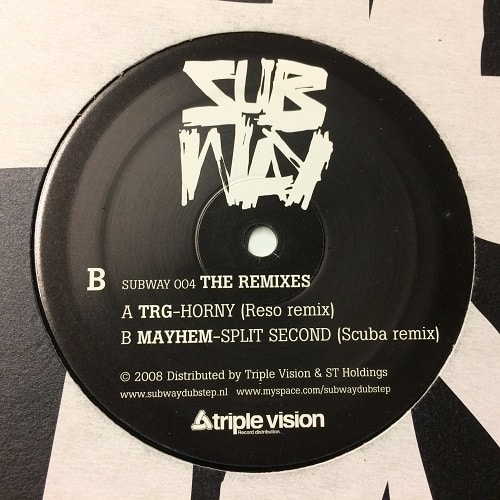 SUB
WAY
B
SUBWAY 004 THE REMIXES
A TRG–HORNY (Reso remix)
B MAYHEM–SPLIT SECOND (Scuba remix)
© 2008 Distributed by Triple Vision & ST Holdings
www.subwaydubstep.nl www.myspace.com/subwaydubstep
triple vision
Record distribution.